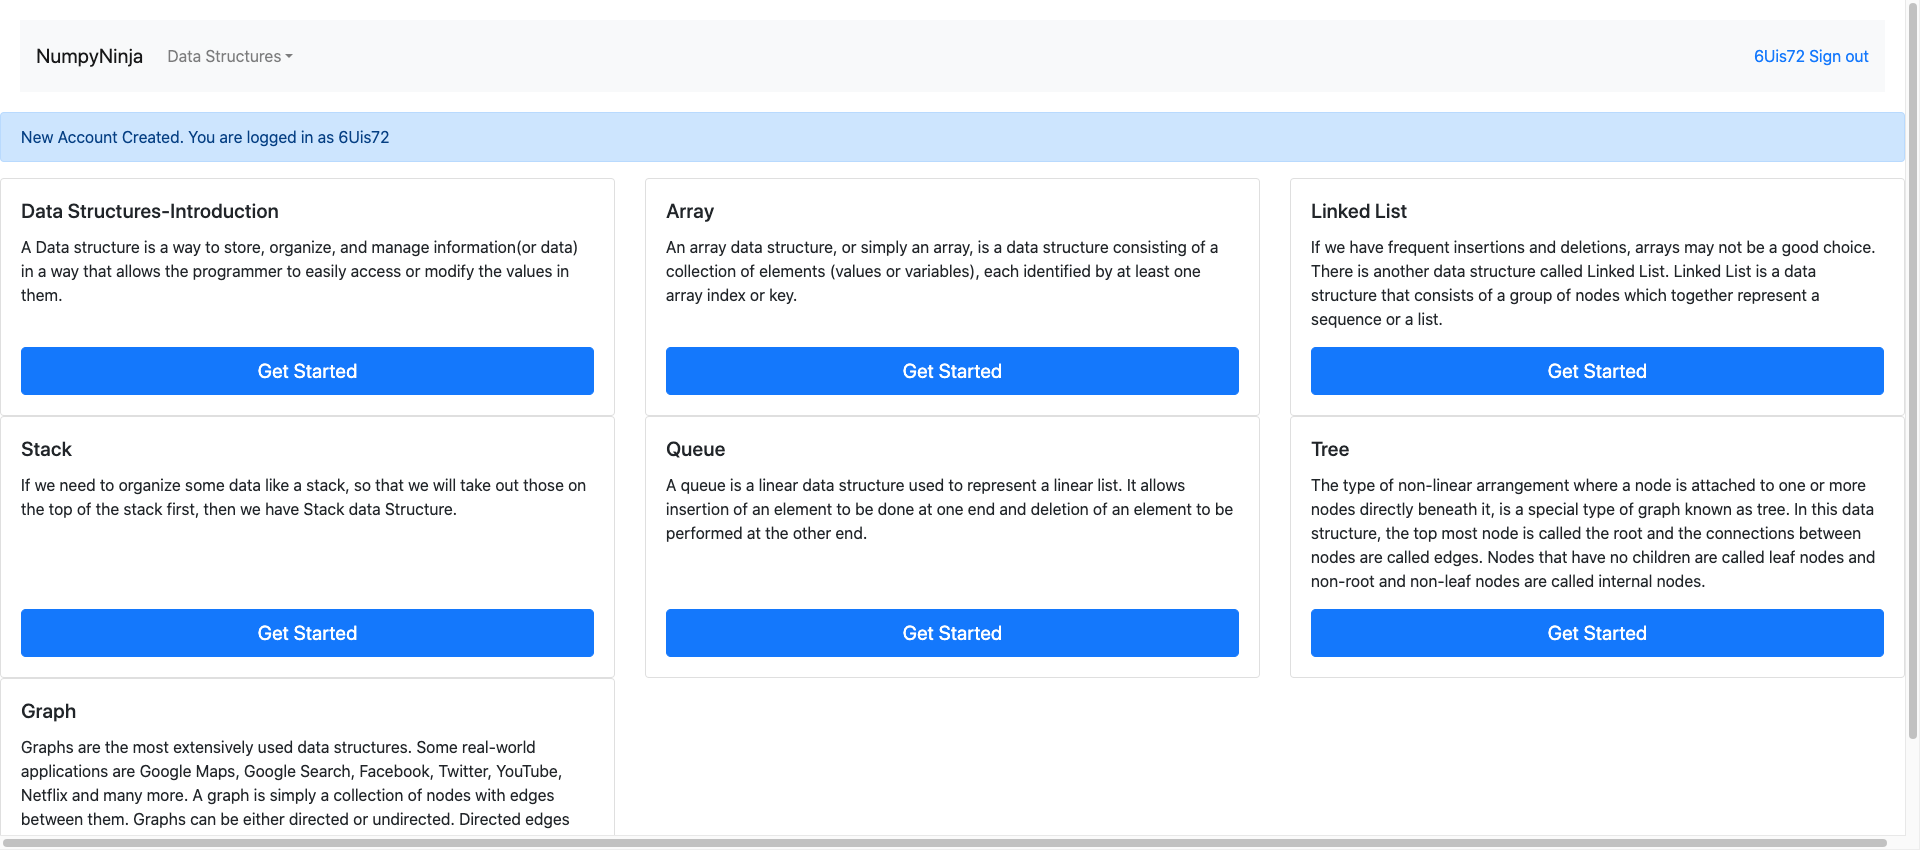 NumpyNinja Data Structures 6Uis72 Sign out
New Account Created. You are logged in as 6Uis72
Data Structures-Introduction
A Data structure is a way to store, organize, and manage information(or data)
in a way that allows the programmer to easily access or modify the values in
them.
Get Started
Array
An array data structure, or simply an array, is a data structure consisting of a
collection of elements (values or variables), each identified by at least one
array index or key.
Get Started
Linked List
If we have frequent insertions and deletions, arrays may not be a good choice.
There is another data structure called Linked List. Linked List is a data
structure that consists of a group of nodes which together represent a
sequence or a list.
Get Started
Stack
If we need to organize some data like a stack, so that we will take out those on
the top of the stack first, then we have Stack data Structure.
Get Started
Queue
A queue is a linear data structure used to represent a linear list. It allows
insertion of an element to be done at one end and deletion of an element to be
performed at the other end.
Get Started
Tree
The type of non-linear arrangement where a node is attached to one or more
nodes directly beneath it, is a special type of graph known as tree. In this data
structure, the top most node is called the root and the connections between
nodes are called edges. Nodes that have no children are called leaf nodes and
non-root and non-leaf nodes are called internal nodes.
Get Started
Graph
Graphs are the most extensively used data structures. Some real-world
applications are Google Maps, Google Search, Facebook, Twitter, YouTube,
Netflix and many more. A graph is simply a collection of nodes with edges
between them. Graphs can be either directed or undirected. Directed edges